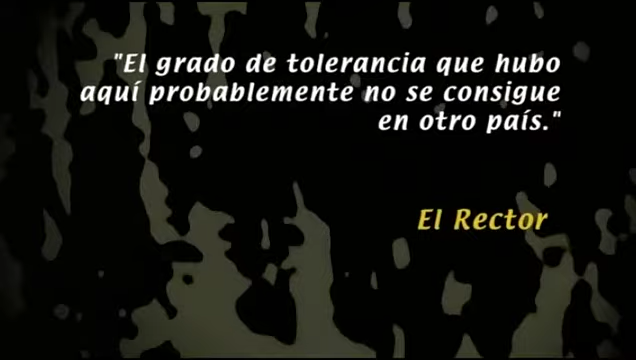 "El grado de tolerancia que hubo
aquí probablemente no se consigue
en otro país."
El Rector